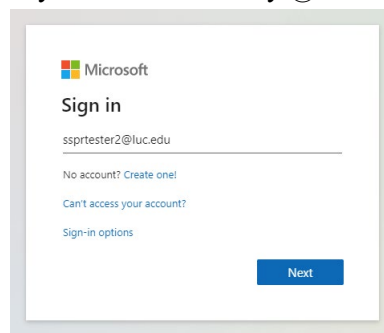 Microsoft
Sign in
ssprtester2@luc.edu
No account? Create one!
Can't access your account?
Sign-in options
Next